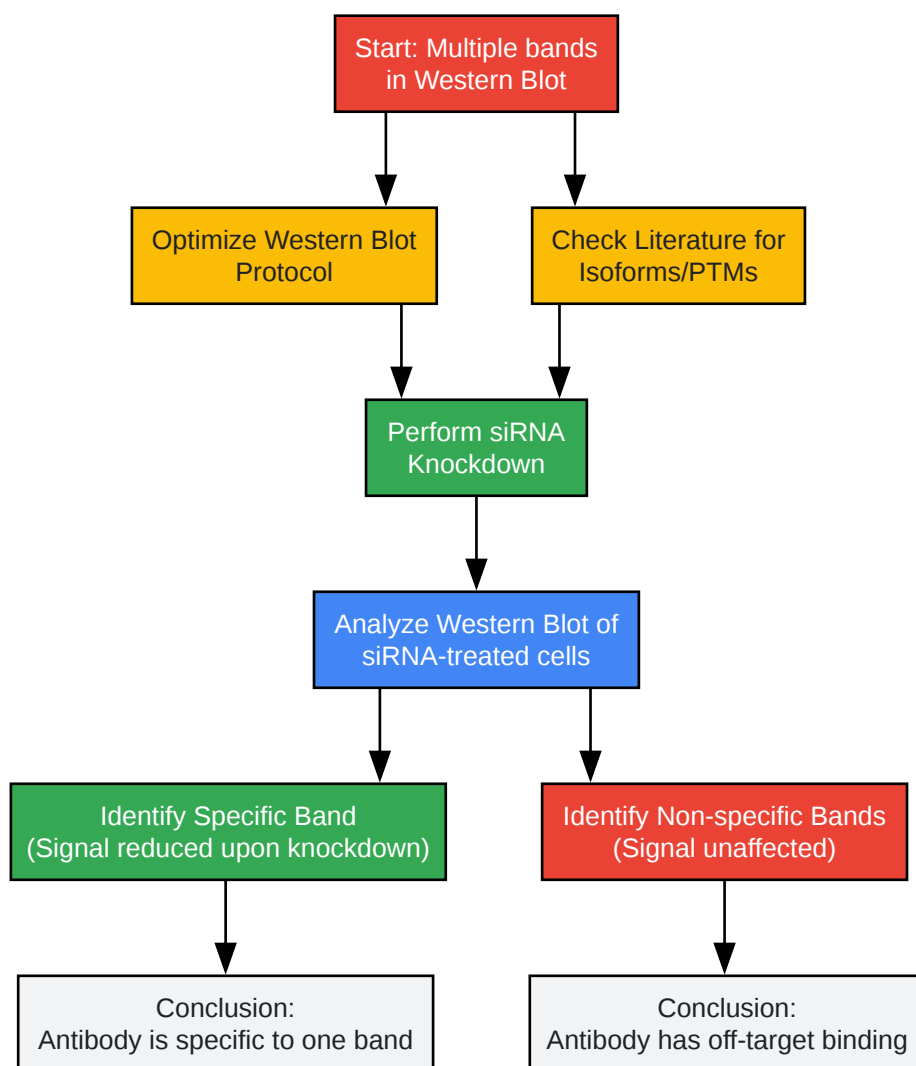 Start: Multiple bands
in Western Blot
Optimize Western Blot
Protocol
Check Literature for
Isoforms/PTMs
Perform siRNA
Knockdown
Analyze Western Blot of
siRNA-treated cells
Identify Specific Band
(Signal reduced upon knockdown)
Identify Non-specific Bands
(Signal unaffected)
Conclusion:
Antibody is specific to one band
Conclusion:
Antibody has off-target binding